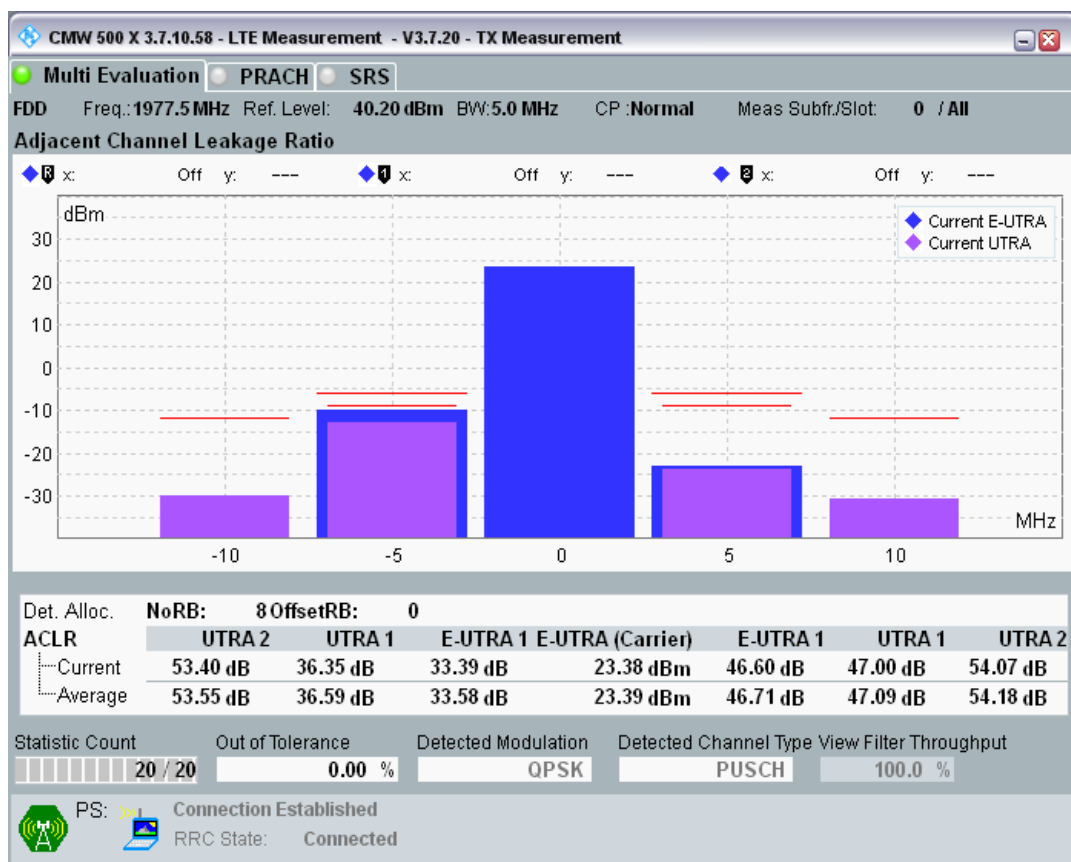 CMW 500 X 3.7.10.58 - LTE Measurement - V3.7.20 - TX Measurement
Multi Evaluation PRACH SRS
FDD Freq.: 1977.5 MHz Ref. Level: 40.20 dBm BW: 5.0 MHz CP : Normal Meas Subfr./Slot: 0 / All
Adjacent Channel Leakage Ratio
R x: Off y: --- 1 x: Off y: --- 2 x: Off y: ---
dBm
Current E-UTRA
Current UTRA
30
20
10
0
-10
-20
-30
MHz
-10 -5 0 5 10
Det. Alloc. NoRB: 8 OffsetRB: 0
ACLR UTRA 2 UTRA 1 E-UTRA 1 E-UTRA (Carrier) E-UTRA 1 UTRA 1 UTRA 2
Current 53.40 dB 36.35 dB 33.39 dB 23.38 dBm 46.60 dB 47.00 dB 54.07 dB
Average 53.55 dB 36.59 dB 33.58 dB 23.39 dBm 46.71 dB 47.09 dB 54.18 dB
Statistic Count Out of Tolerance Detected Modulation Detected Channel Type View Filter Throughput
20 / 20 0.00 % QPSK PUSCH 100.0 %
PS: Connection Established
RRC State: Connected